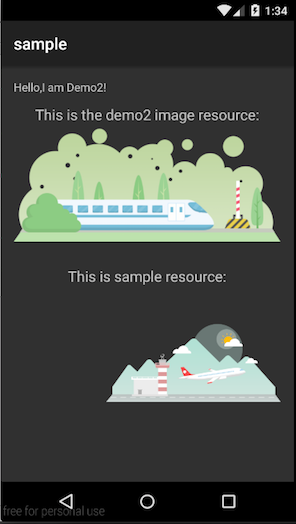 1:34
sample
Hello,I am Demo2!
This is the demo2 image resource:
This is sample resource:
free for personal use